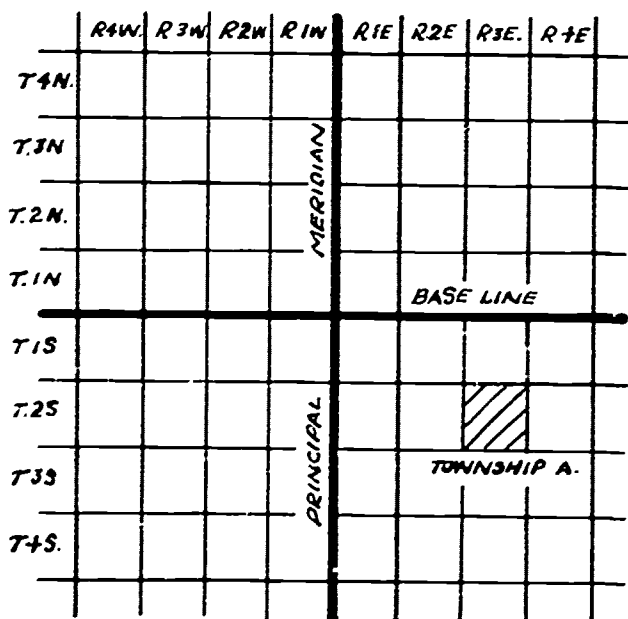 R4W. R3W. R2W R1W R1E R2E R3E. R4E
T4N.
T.3N
MERIDIAN
T.2N.
T.1N
BASE LINE
T1S
T.2S
PRINCIPAL
TOWNSHIP A.
T3S
T4S.